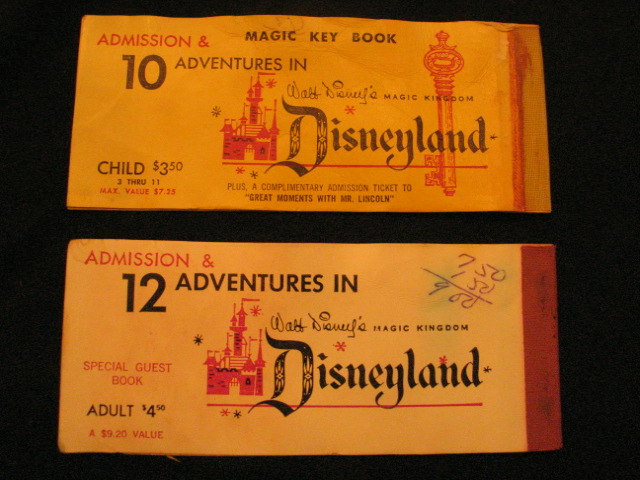 ADMISSION & MAGIC KEY BOOK
10 ADVENTURES IN
Walt Disney's MAGIC KINGDOM
Disneyland
CHILD $3.50
3 THRU 11
MAX. VALUE $7.25
PLUS, A COMPLIMENTARY ADMISSION TICKET TO
"GREAT MOMENTS WITH MR. LINCOLN"
ADMISSION &
12 ADVENTURES IN
Walt Disney's MAGIC KINGDOM
Disneyland
SPECIAL GUEST
BOOK
ADULT $4.50
A $9.20 VALUE